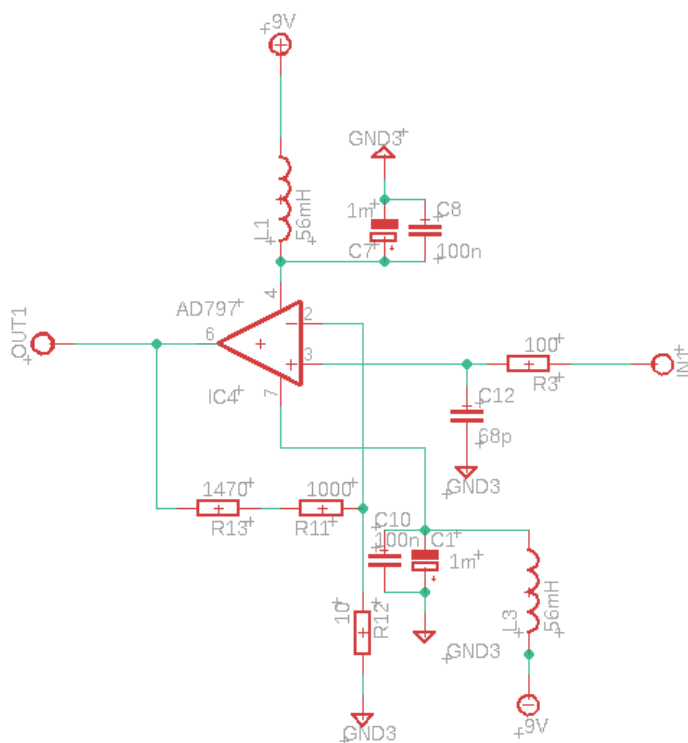 9V
GND3
1m
C8
C7
100n
L1
56mH
AD797
4
2
6
3
7
IC4
OUT1
100
R3
IN1
C12
68p
GND3
1470
1000
R13
R11
C10
100n
C1
1m
10
R12
L3
56mH
GND3
GND3
9V